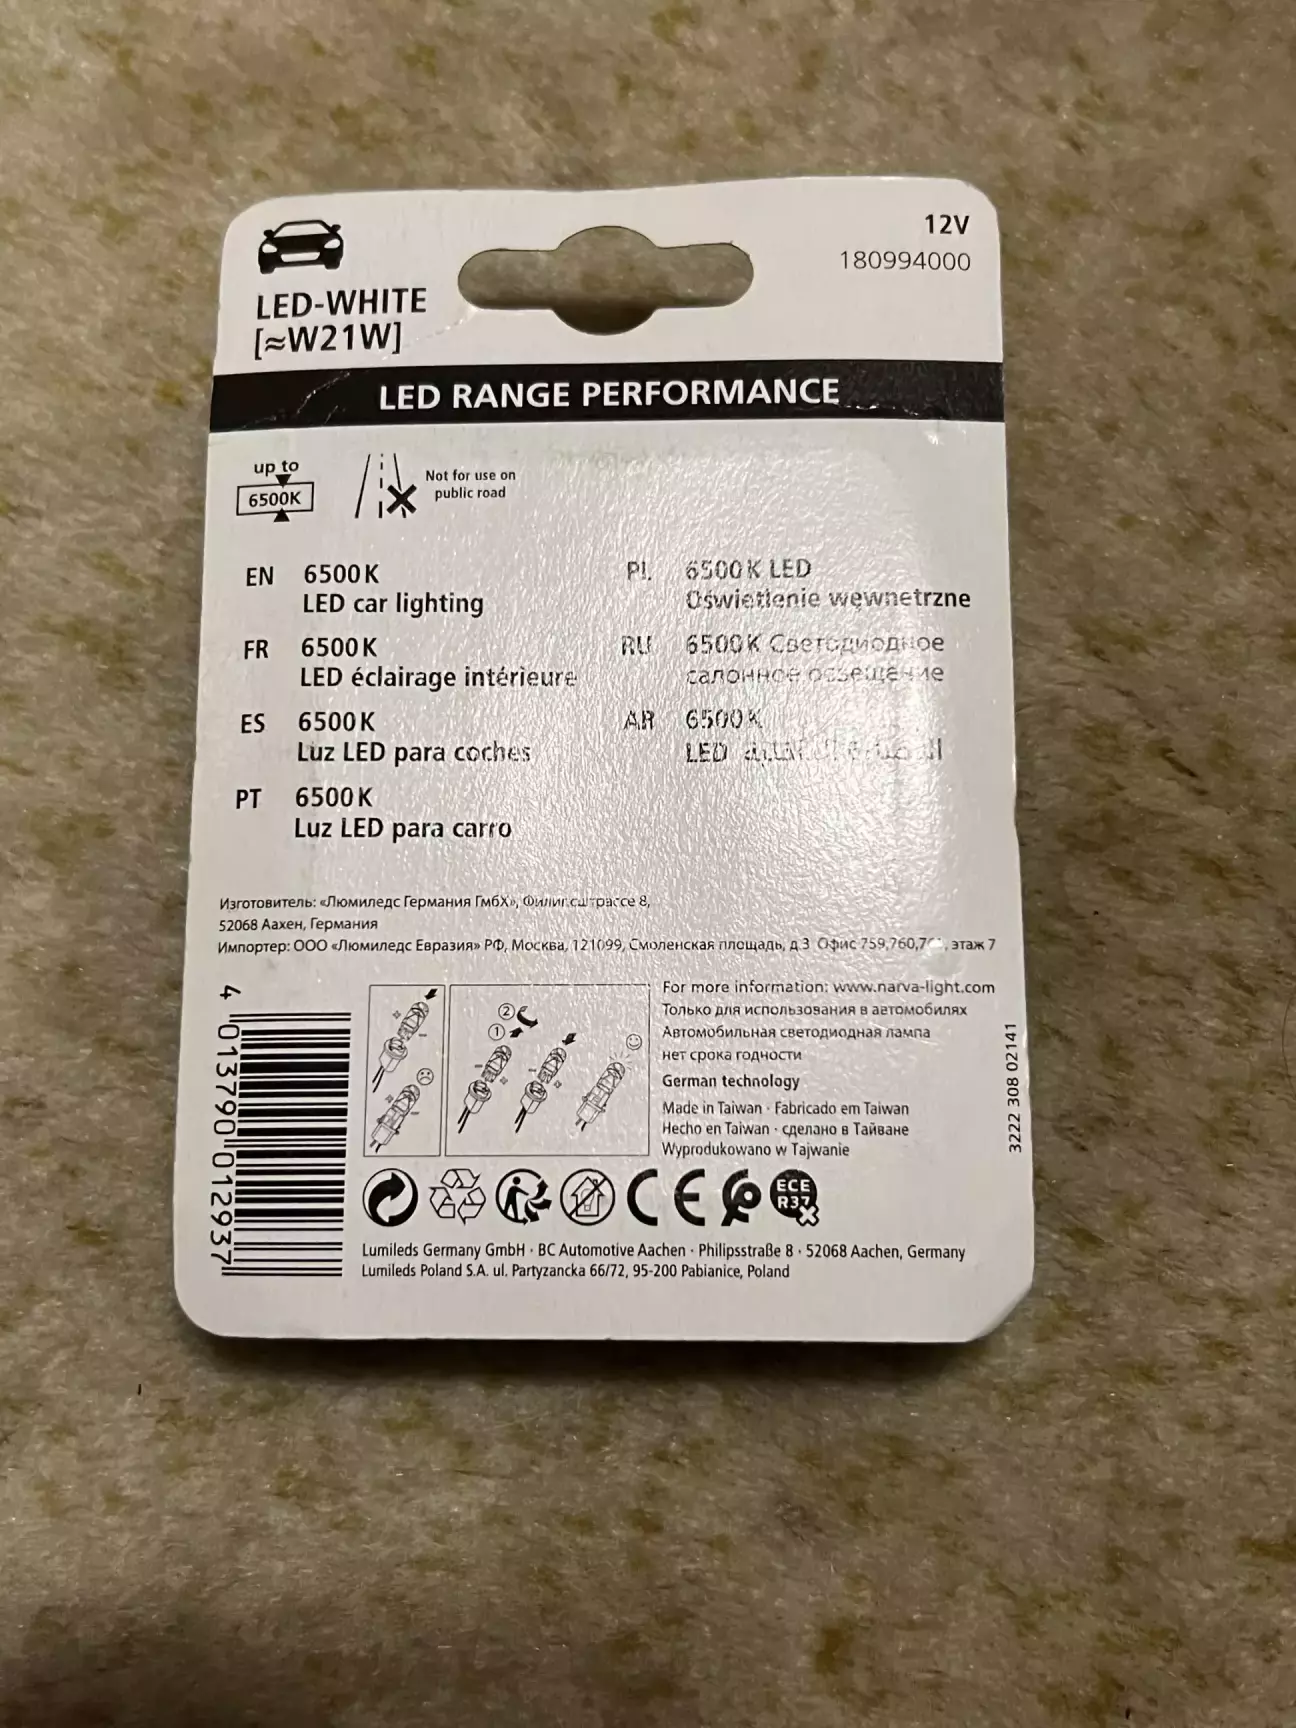 12V
180994000
LED-WHITE
[≈W21W]
LED RANGE PERFORMANCE
up to
6500K
Not for use on
public road
EN 6500K
LED car lighting
FR 6500K
LED éclairage intérieure
ES 6500K
Luz LED para coches
PT 6500K
Luz LED para carro
PL 6500K LED
Oświetlenie węwnetrzne
RU 6500K Светодиодное
салонное освещение
AR 6500K
LED
Изготовитель: «Люмиледс Германия ГмбХ», Филипсштрассе 8,
52068 Аахен, Германия
Импортер: ООО «Люмиледс Евразия» РФ, Москва, 121099, Смоленская площадь, д.3 Офис 759,760, этаж 7
4 013790 012937
2
1
For more information: www.narva-light.com
Только для использования в автомобилях
Автомобильная светодиодная лампа
нет срока годности
German technology
Made in Taiwan · Fabricado em Taiwan
Hecho en Taiwan · сделано в Тайване
Wyprodukowano w Tajwanie
3222 308 02141
CE
ECE
R37
Lumileds Germany GmbH · BC Automotive Aachen · Philipsstraße 8 · 52068 Aachen, Germany
Lumileds Poland S.A. ul. Partyzancka 66/72, 95-200 Pabianice, Poland